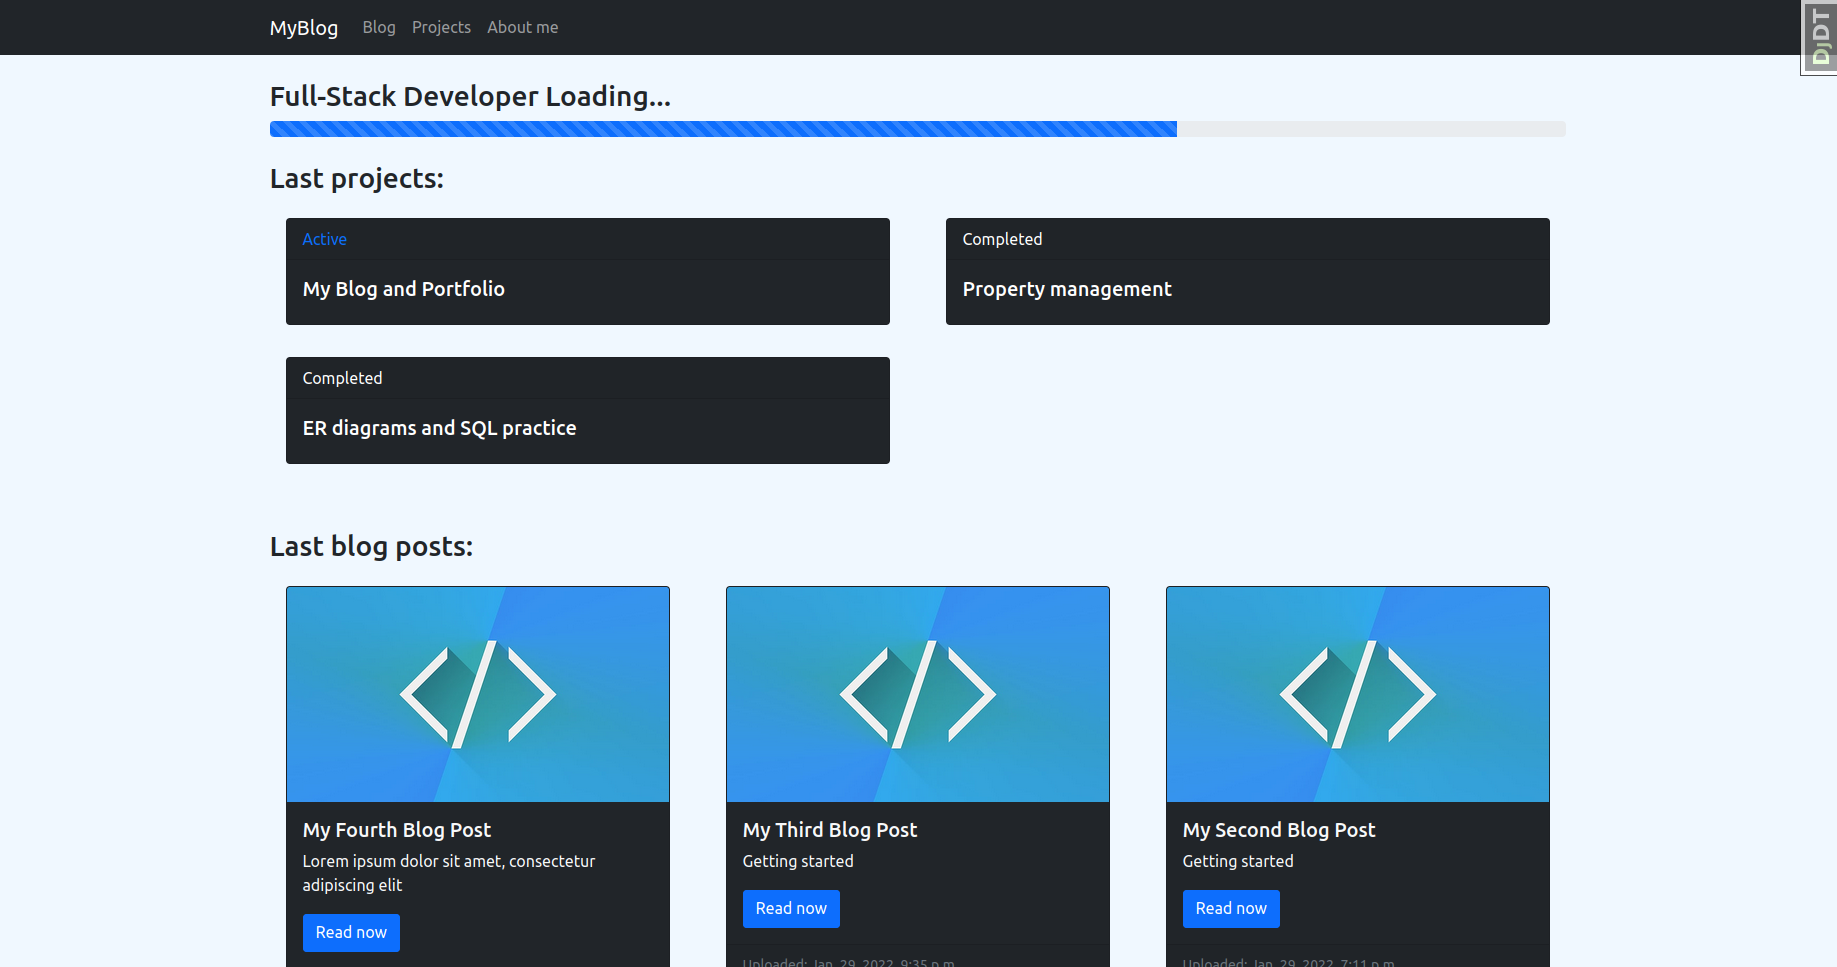 MyBlog Blog Projects About me
DjDT
Full-Stack Developer Loading...
Last projects:
Active
My Blog and Portfolio
Completed
Property management
Completed
ER diagrams and SQL practice
Last blog posts:
My Fourth Blog Post
Lorem ipsum dolor sit amet, consectetur
adipiscing elit
Read now
My Third Blog Post
Getting started
Read now
Uploaded: Jan. 29, 2022, 9:35 p.m.
My Second Blog Post
Getting started
Read now
Uploaded: Jan. 29, 2022, 7:11 p.m.